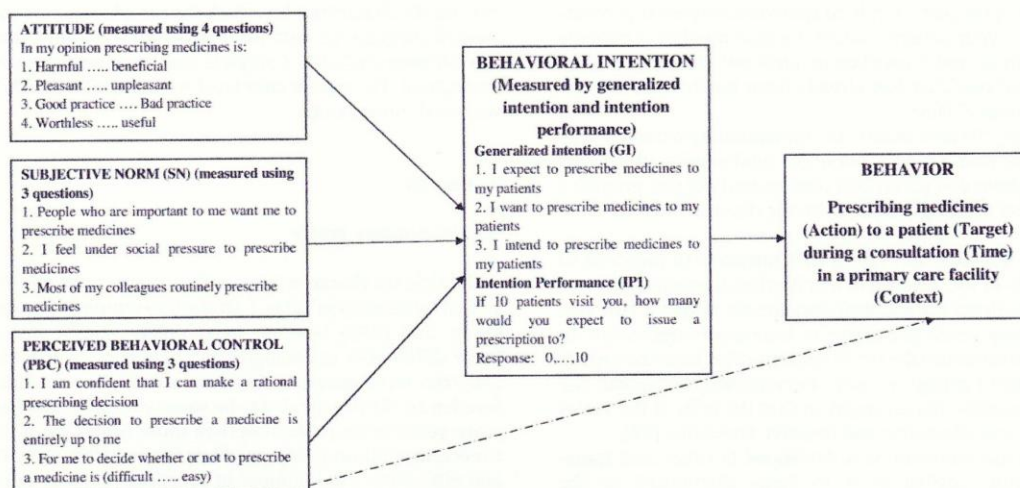 ATTITUDE (measured using 4 questions)
In my opinion prescribing medicines is:
1. Harmful ..... beneficial
2. Pleasant ..... unpleasant
3. Good practice .... Bad practice
4. Worthless ..... useful
SUBJECTIVE NORM (SN) (measured using
3 questions)
1. People who are important to me want me to
prescribe medicines
2. I feel under social pressure to prescribe
medicines
3. Most of my colleagues routinely prescribe
medicines
PERCEIVED BEHAVIORAL CONTROL
(PBC) (measured using 3 questions)
1. I am confident that I can make a rational
prescribing decision
2. The decision to prescribe a medicine is
entirely up to me
3. For me to decide whether or not to prescribe
a medicine is (difficult ..... easy)
BEHAVIORAL INTENTION
(Measured by generalized
intention and intention
performance)
Generalized intention (GI)
1. I expect to prescribe medicines to
my patients
2. I want to prescribe medicines to my
patients
3. I intend to prescribe medicines to
my patients
Intention Performance (IP1)
If 10 patients visit you, how many
would you expect to issue a
prescription to?
Response: 0,...,10
BEHAVIOR
Prescribing medicines
(Action) to a patient (Target)
during a consultation (Time)
in a primary care facility
(Context)